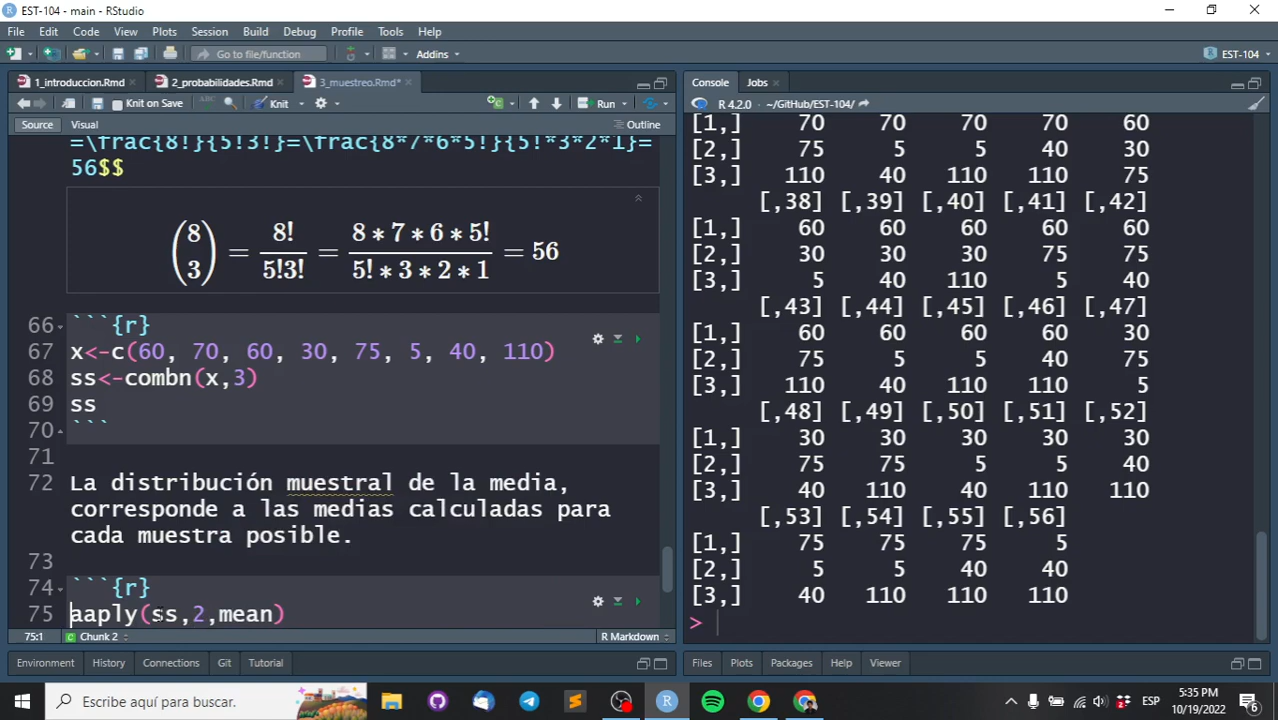 EST-104 - main - RStudio
File Edit Code View Plots Session Build Debug Profile Tools Help
Go to file/function Addins EST-104
1_introduccion.Rmd 2_probabilidades.Rmd 3_muestreo.Rmd*
Knit on Save ABC Knit Run
Source Visual Outline
=\frac{8!}{5!3!}=\frac{8*7*6*5!}{5!*3*2*1}=
56$$
(8 3) = 8!/5!3! = 8 ∗ 7 ∗ 6 ∗ 5!/5! ∗ 3 ∗ 2 ∗ 1 = 56
66 ```{r}
67 x<-c(60, 70, 60, 30, 75, 5, 40, 110)
68 ss<-combn(x,3)
69 ss
70 ```
71
72 La distribución muestral de la media,
corresponde a las medias calculadas para
cada muestra posible.
73
74 ```{r}
75 aaply(ss,2,mean)
75:1 Chunk 2 R Markdown
Environment History Connections Git Tutorial
Console Jobs
R 4.2.0 · ~/GitHub/EST-104/
[1,] 70 70 70 70 60
[2,] 75 5 5 40 30
[3,] 110 40 110 110 75
[,38] [,39] [,40] [,41] [,42]
[1,] 60 60 60 60 60
[2,] 30 30 30 75 75
[3,] 5 40 110 5 40
[,43] [,44] [,45] [,46] [,47]
[1,] 60 60 60 60 30
[2,] 75 5 5 40 75
[3,] 110 40 110 110 5
[,48] [,49] [,50] [,51] [,52]
[1,] 30 30 30 30 30
[2,] 75 75 5 5 40
[3,] 40 110 40 110 110
[,53] [,54] [,55] [,56]
[1,] 75 75 75 5
[2,] 5 5 40 40
[3,] 40 110 110 110
>
Files Plots Packages Help Viewer
Escribe aquí para buscar.
ESP
5:35 PM
10/19/2022
6